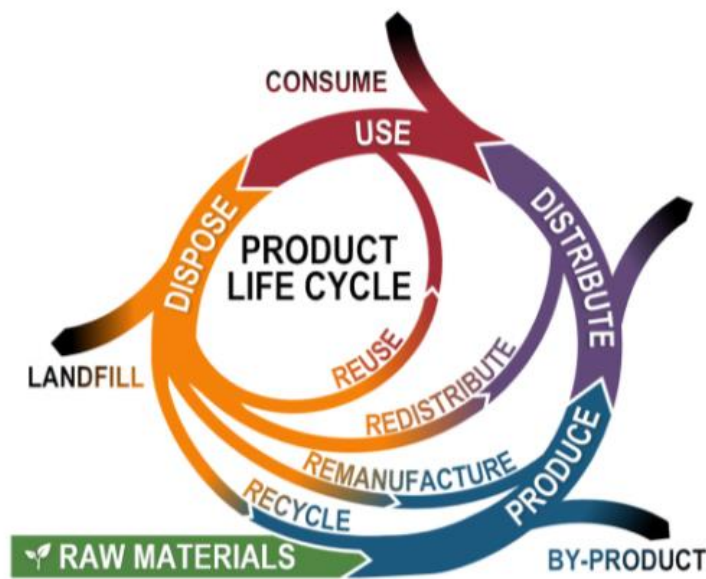 CONSUME
USE
DISTRIBUTE
DISPOSE
PRODUCT
LIFE CYCLE
REUSE
LANDFILL
REDISTRIBUTE
REMANUFACTURE
PRODUCE
RECYCLE
RAW MATERIALS
BY-PRODUCT